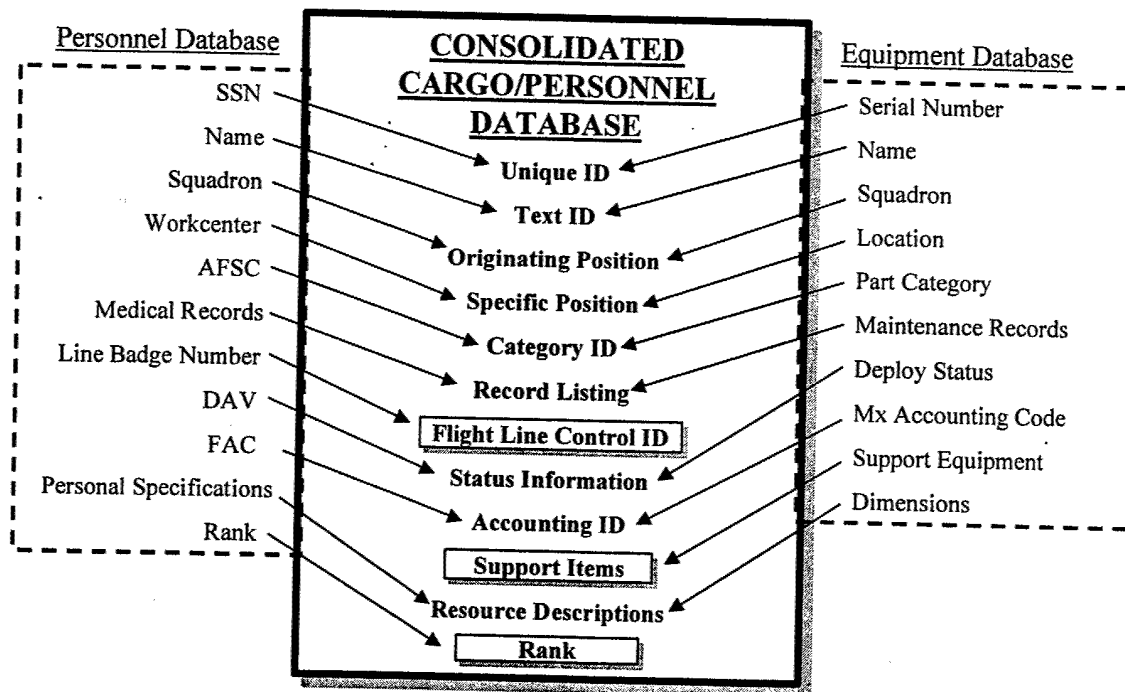 Personnel Database
SSN
Name
Squadron
Workcenter
AFSC
Medical Records
Line Badge Number
DAV
FAC
Personal Specifications
Rank
CONSOLIDATED
CARGO/PERSONNEL
DATABASE
Unique ID
Text ID
Originating Position
Specific Position
Category ID
Record Listing
Flight Line Control ID
Status Information
Accounting ID
Support Items
Resource Descriptions
Rank
Equipment Database
Serial Number
Name
Squadron
Location
Part Category
Maintenance Records
Deploy Status
Mx Accounting Code
Support Equipment
Dimensions